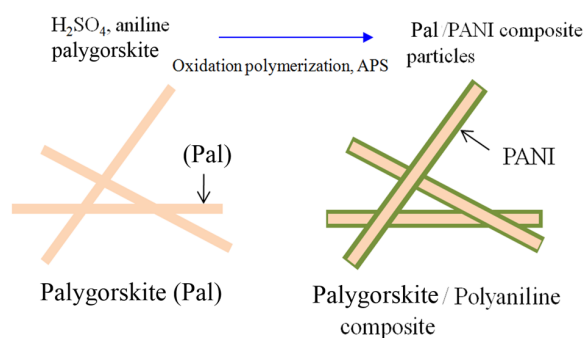 H₂SO₄, aniline
palygorskite
Oxidation polymerization, APS
Pal /PANI composite
particles
(Pal)
PANI
Palygorskite (Pal)
Palygorskite / Polyaniline
composite